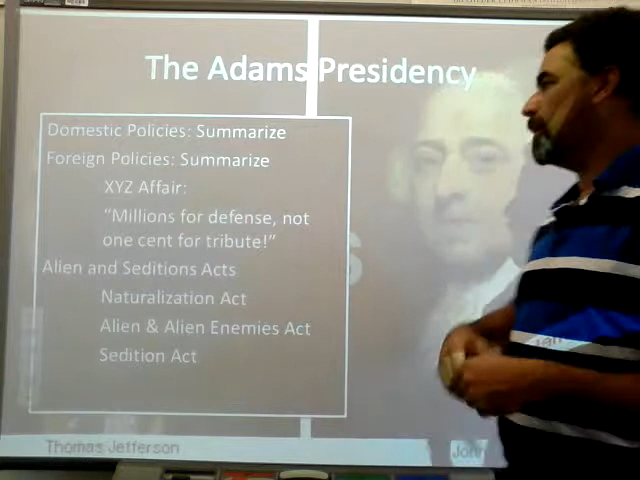 The Adams Presidency
Domestic Policies: Summarize
Foreign Policies: Summarize
XYZ Affair:
"Millions for defense, not
one cent for tribute!"
Alien and Seditions Acts
Naturalization Act
Alien & Alien Enemies Act
Sedition Act
Thomas Jefferson
John